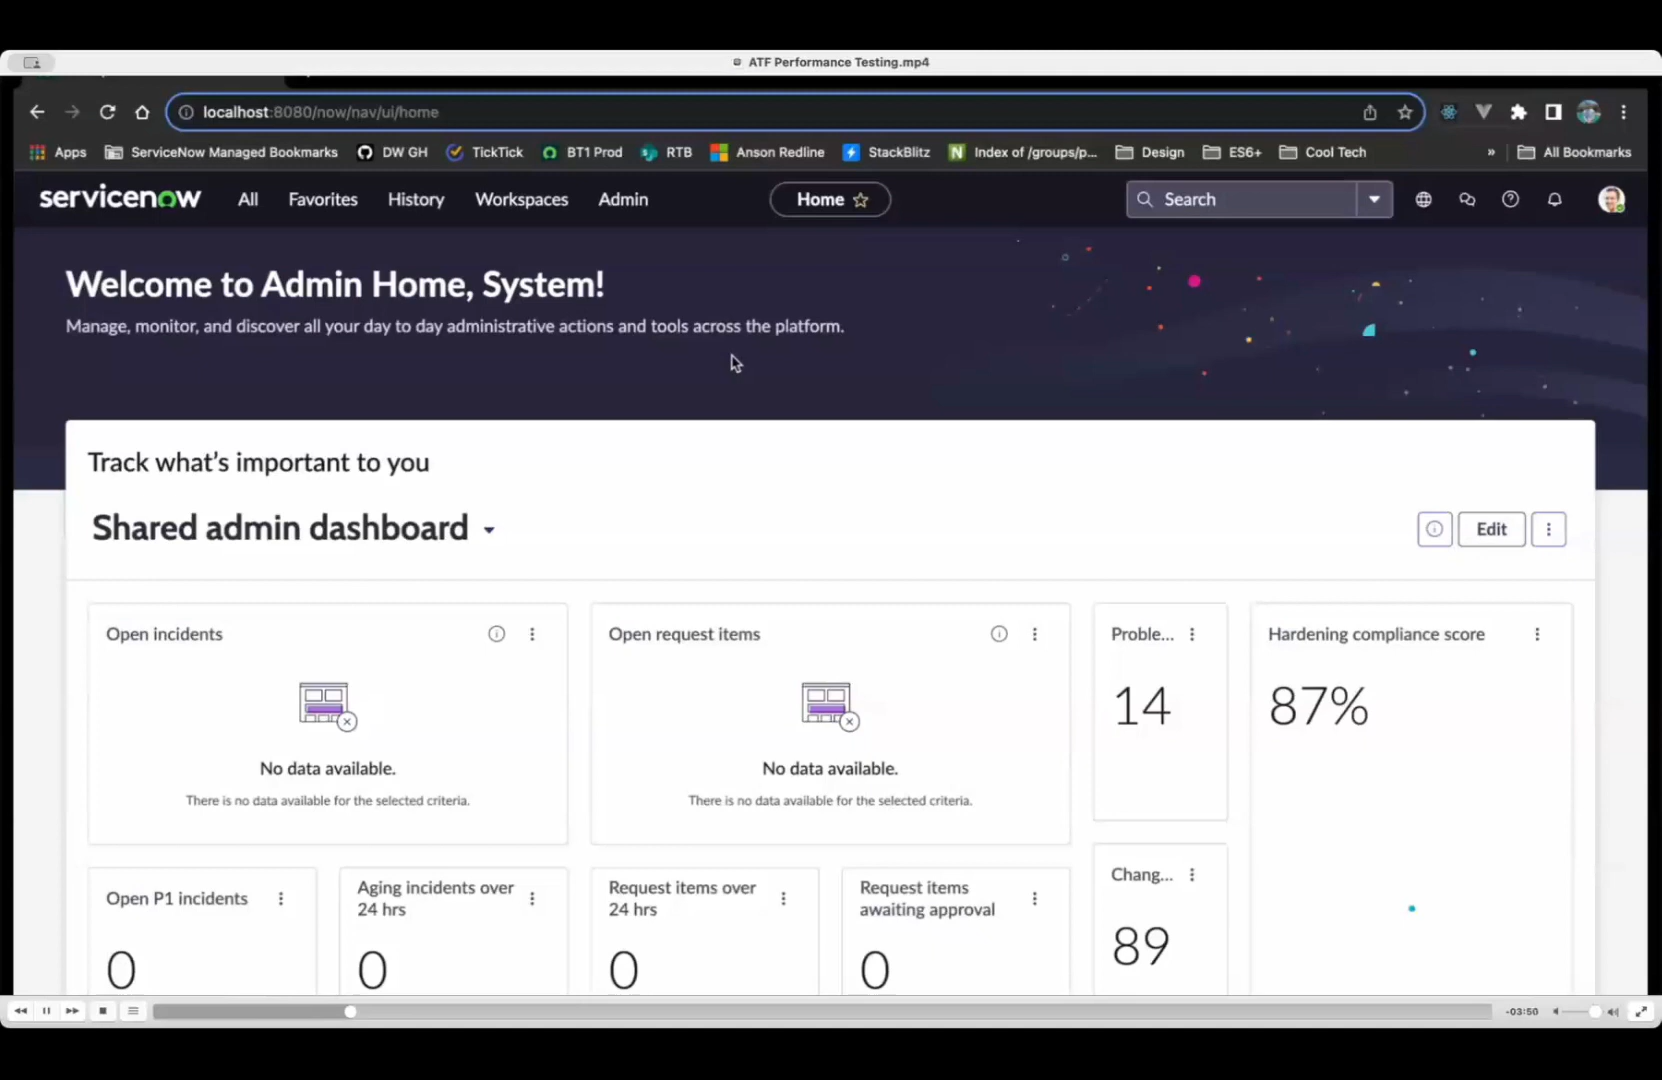 ATF Performance Testing.mp4
localhost:8080/now/nav/ui/home
Apps ServiceNow Managed Bookmarks DW GH TickTick BT1 Prod RTB Anson Redline StackBlitz Index of /groups/p... Design ES6+ Cool Tech » All Bookmarks
servicenow All Favorites History Workspaces Admin Home Search
Welcome to Admin Home, System!
Manage, monitor, and discover all your day to day administrative actions and tools across the platform.
Track what's important to you
Shared admin dashboard Edit
Open incidents Open request items Proble... Hardening compliance score
14 87%
No data available. No data available.
There is no data available for the selected criteria. There is no data available for the selected criteria.
Chang...
Open P1 incidents Aging incidents over 24 hrs Request items over 24 hrs Request items awaiting approval
89
0 0 0 0
-03:50